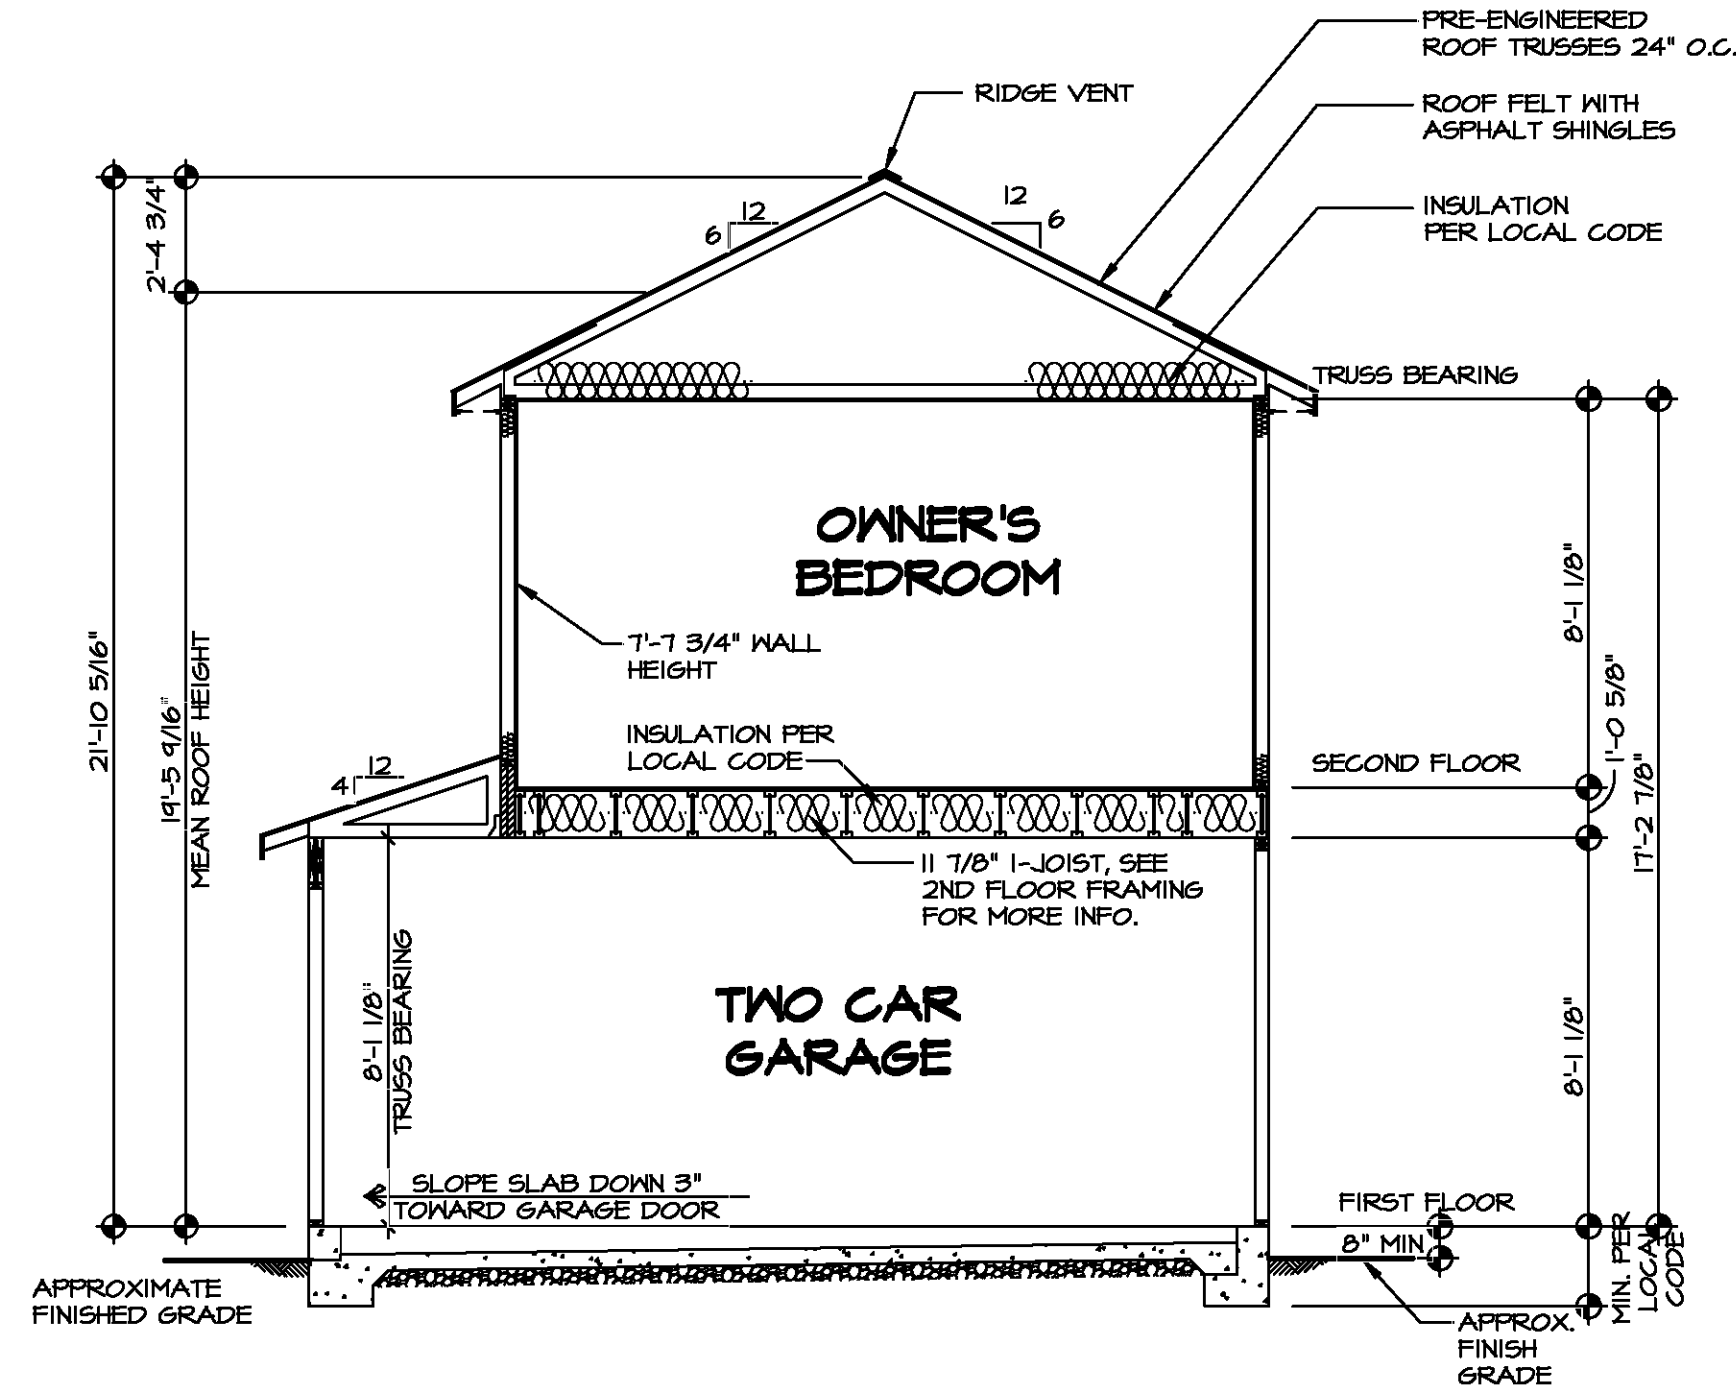 PRE-ENGINEERED
ROOF TRUSSES 24" O.C.
RIDGE VENT
ROOF FELT WITH
ASPHALT SHINGLES
INSULATION
PER LOCAL CODE
2'-4 3/4"
12
6
12
6
TRUSS BEARING
OWNER'S
BEDROOM
7'-7 3/4" WALL
HEIGHT
INSULATION PER
LOCAL CODE
21'-10 5/16"
19'-5 9/16"
MEAN ROOF HEIGHT
8'-1 1/8"
1'-0 5/8"
17'-2 7/8"
SECOND FLOOR
12
4
11 7/8" I-JOIST, SEE
2ND FLOOR FRAMING
FOR MORE INFO.
8'-1 1/8"
TRUSS BEARING
TWO CAR
GARAGE
8'-1 1/8"
SLOPE SLAB DOWN 3"
TOWARD GARAGE DOOR
FIRST FLOOR
8" MIN
MIN. PER
LOCAL
CODE
APPROXIMATE
FINISHED GRADE
APPROX.
FINISH
GRADE